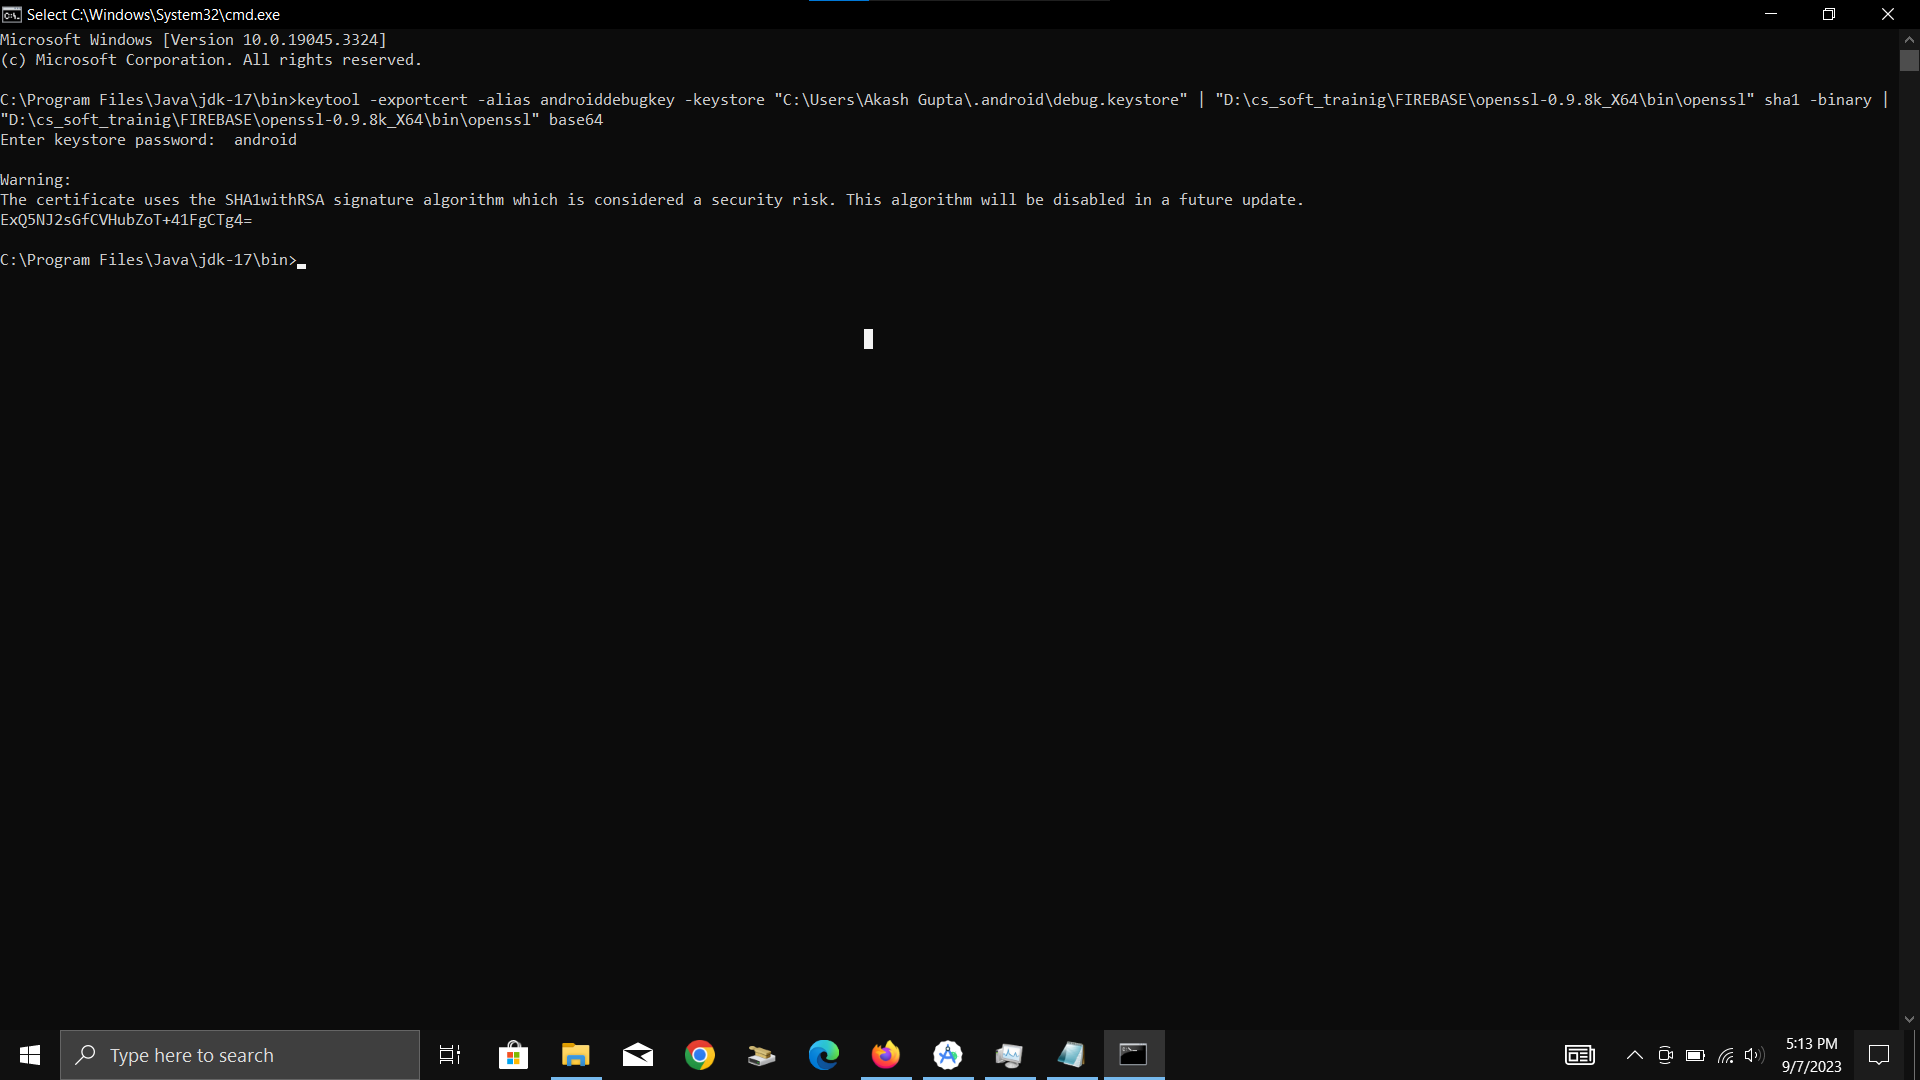 Select C:\Windows\System32\cmd.exe
Microsoft Windows [Version 10.0.19045.3324]
(c) Microsoft Corporation. All rights reserved.
C:\Program Files\Java\jdk-17\bin>keytool -exportcert -alias androiddebugkey -keystore "C:\Users\Akash Gupta\.android\debug.keystore" | "D:\cs_soft_trainig\FIREBASE\openssl-0.9.8k_X64\bin\openssl" sha1 -binary |
"D:\cs_soft_trainig\FIREBASE\openssl-0.9.8k_X64\bin\openssl" base64
Enter keystore password:  android
Warning:
The certificate uses the SHA1withRSA signature algorithm which is considered a security risk. This algorithm will be disabled in a future update.
ExQ5NJ2sGfCVHubZoT+41FgCTg4=
C:\Program Files\Java\jdk-17\bin>
Type here to search
5:13 PM
9/7/2023